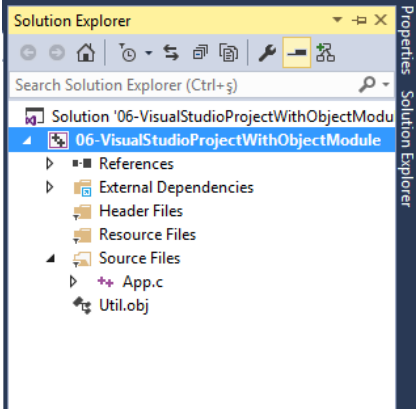 Solution Explorer
Search Solution Explorer (Ctrl+ş)
Solution '06-VisualStudioProjectWithObjectModu
06-VisualStudioProjectWithObjectModule
References
External Dependencies
Header Files
Resource Files
Source Files
App.c
Util.obj
Properties
Solution Explorer